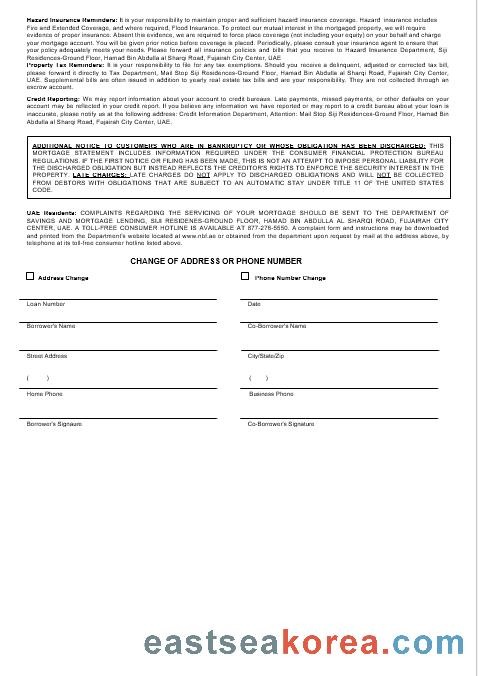 Hazard Insurance Reminders: It is your responsibility to maintain proper and sufficient hazard insurance coverage. Hazard insurance includes
Fire and Extended Coverage, and where required, Flood Insurance. To protect our mutual interest in the mortgaged property, we will require
evidence of proper insurance. Absent this evidence, we are required to force place coverage (not including your equity) on your behalf and charge
your mortgage account. You will be given prior notice before coverage is placed. Periodically, please consult your insurance agent to ensure that
your policy adequately meets your needs. Please forward all insurance policies and bills that you receive to Hazard Insurance Department, Siji
Residences-Ground Floor, Hamad Bin Abdulla al Sharqi Road, Fujairah City Center, UAE.
Property Tax Reminders: It is your responsibility to file for any tax exemptions. Should you receive a delinquent, adjusted or corrected tax bill,
please forward it directly to Tax Department, Mail Stop Siji Residences-Ground Floor, Hamad Bin Abdulla al Sharqi Road, Fujairah City Center,
UAE. Supplemental bills are often issued in addition to yearly real estate tax bills and are your responsibility. They are not collected through an
escrow account.
Credit Reporting: We may report information about your account to credit bureaus. Late payments, missed payments, or other defaults on your
account may be reflected in your credit report. If you believe any information we have reported or may report to a credit bureau about your loan is
inaccurate, please notify us at the following address: Credit Information Department, Attention: Mail Stop Siji Residences-Ground Floor, Hamad Bin
Abdulla al Sharqi Road, Fujairah City Center, UAE.
ADDITIONAL NOTICE TO CUSTOMERS WHO ARE IN BANKRUPTCY OR WHOSE OBLIGATION HAS BEEN DISCHARGED: THIS
MORTGAGE STATEMENT INCLUDES INFORMATION REQUIRED UNDER THE CONSUMER FINANCIAL PROTECTION BUREAU
REGULATIONS. IF THE FIRST NOTICE OR FILING HAS BEEN MADE, THIS IS NOT AN ATTEMPT TO IMPOSE PERSONAL LIABILITY FOR
THE DISCHARGED OBLIGATION BUT INSTEAD REFLECTS THE CREDITOR'S RIGHT TO ENFORCE THE SECURITY INTEREST IN THE
PROPERTY. LATE CHARGES: LATE CHARGES DO NOT APPLY TO DISCHARGED OBLIGATIONS AND WILL NOT BE COLLECTED
FROM DEBTORS WITH OBLIGATIONS THAT ARE SUBJECT TO AN AUTOMATIC STAY UNDER TITLE 11 OF THE UNITED STATES
CODE.
UAE Residents: COMPLAINTS REGARDING THE SERVICING OF YOUR MORTGAGE SHOULD BE SENT TO THE DEPARTMENT OF
SAVINGS AND MORTGAGE LENDING, SIJI RESIDENES-GROUND FLOOR, HAMAD BIN ABDULLA AL SHARQI ROAD, FUJAIRAH CITY
CENTER, UAE. A TOLL-FREE CONSUMER HOTLINE IS AVAILABLE AT 877-276-5550. A complaint form and instructions may be downloaded
and printed from the Department's website located at www.nbf.ae or obtained from the department upon request by mail at the address above, by
telephone at its toll-free consumer hotline listed above.
CHANGE OF ADDRESS OR PHONE NUMBER
Address Change Phone Number Change
Loan Number Date
Borrower's Name Co-Borrower's Name
Street Address City/State/Zip
( ) ( )
Home Phone Business Phone
Borrower's Signaure Co-Borrower's Signature
eastseakorea.com